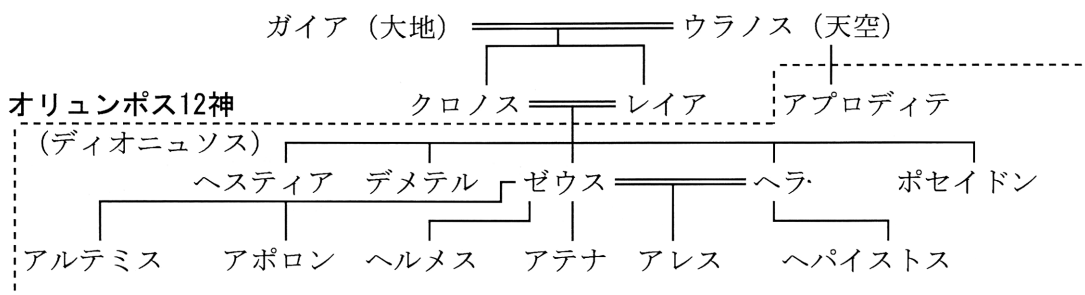 ガイア（大地） ウラノス（天空）
オリュンポス12神 クロノス レイア アプロディテ
（ディオニュソス）
ヘスティア デメテル ゼウス ヘラ ポセイドン
アルテミス アポロン ヘルメス アテナ アレス ヘパイストス